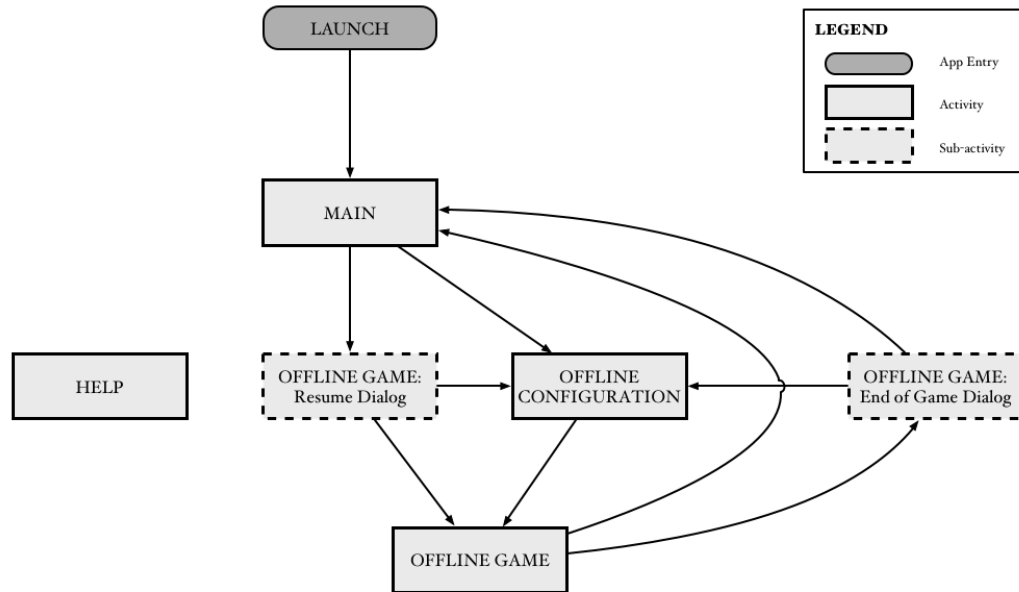 LAUNCH
LEGEND
App Entry
Activity
Sub-activity
MAIN
HELP
OFFLINE GAME:
Resume Dialog
OFFLINE
CONFIGURATION
OFFLINE GAME:
End of Game Dialog
OFFLINE GAME